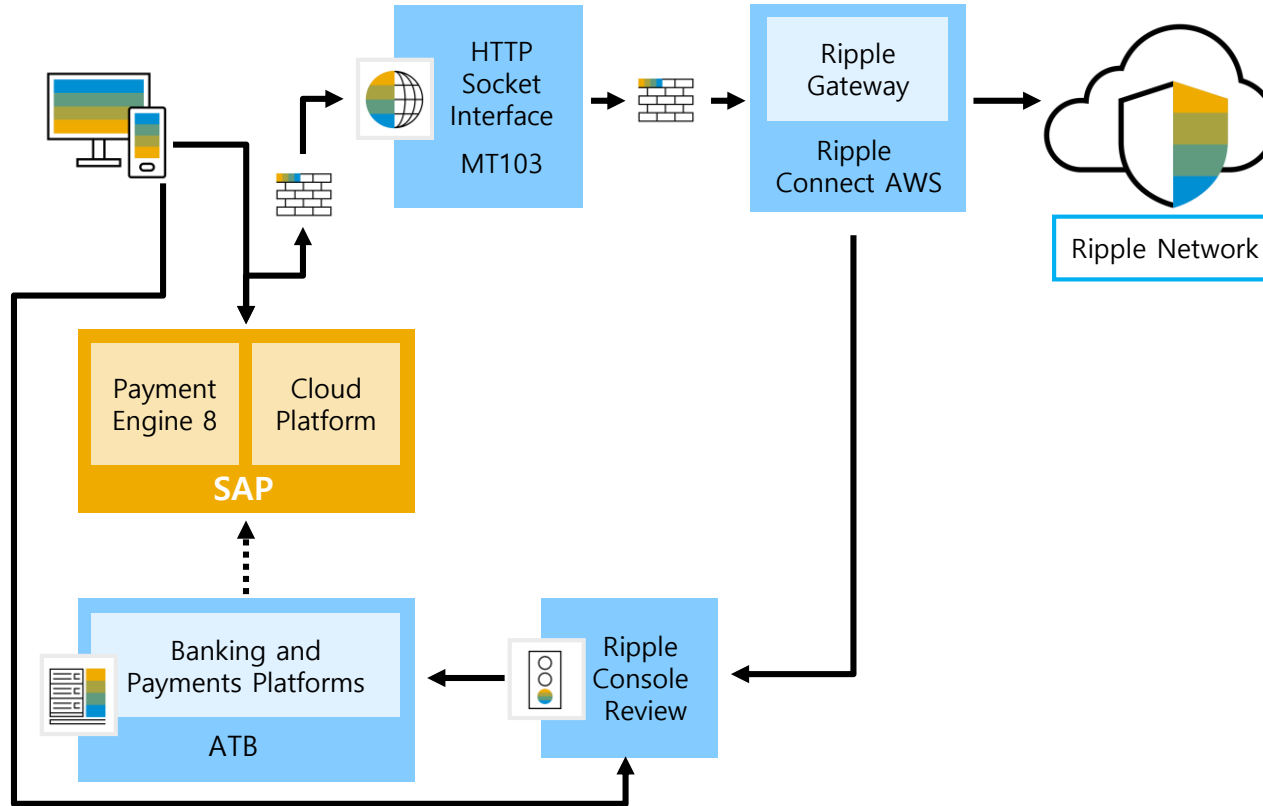 HTTP
Socket
Interface
MT103
Ripple
Gateway
Ripple
Connect AWS
Ripple Network
Payment
Engine 8
Cloud
Platform
SAP
Banking and
Payments Platforms
ATB
Ripple
Console
Review